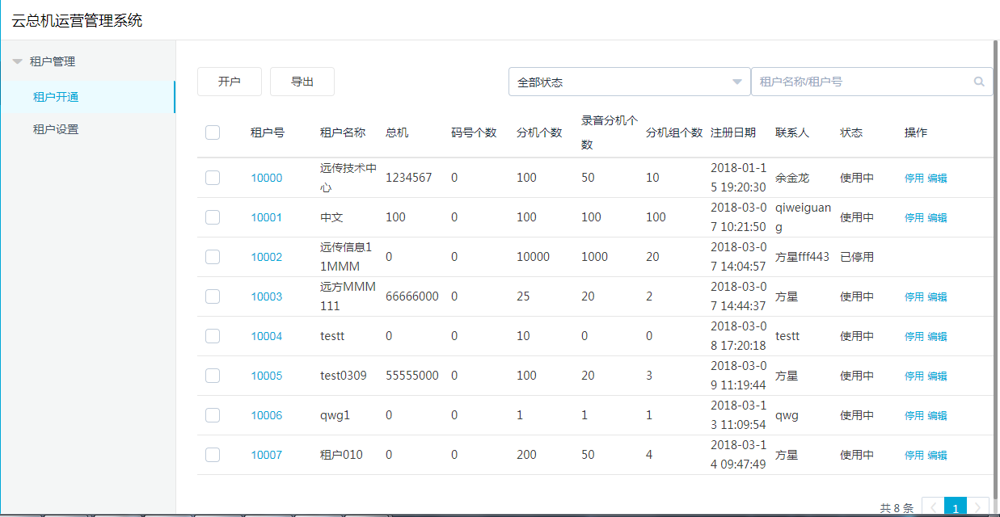 云总机运营管理系统
租户管理
租户开通
租户设置
开户 导出 全部状态 租户名称/租户号
租户号 租户名称 总机 码号个数 分机个数 录音分机个数 分机组个数 注册日期 联系人 状态 操作
10000 远传技术中心 1234567 0 100 50 10 2018-01-15 19:20:30 余金龙 使用中 停用 编辑
10001 中文 100 0 100 100 100 2018-03-07 10:21:50 qiweiguang 使用中 停用 编辑
10002 远传信息11MMM 0 0 10000 1000 20 2018-03-07 14:04:57 方星fff443 已停用
10003 远方MMM111 66666000 0 25 20 2 2018-03-07 14:44:37 方星 使用中 停用 编辑
10004 testt 0 0 10 0 0 2018-03-08 17:20:18 testt 使用中 停用 编辑
10005 test0309 55555000 0 100 20 3 2018-03-09 11:19:44 方星 使用中 停用 编辑
10006 qwg1 0 0 1 1 1 2018-03-13 11:09:54 qwg 使用中 停用 编辑
10007 租户010 0 0 200 50 4 2018-03-14 09:47:49 方星 使用中 停用 编辑
共 8 条 1